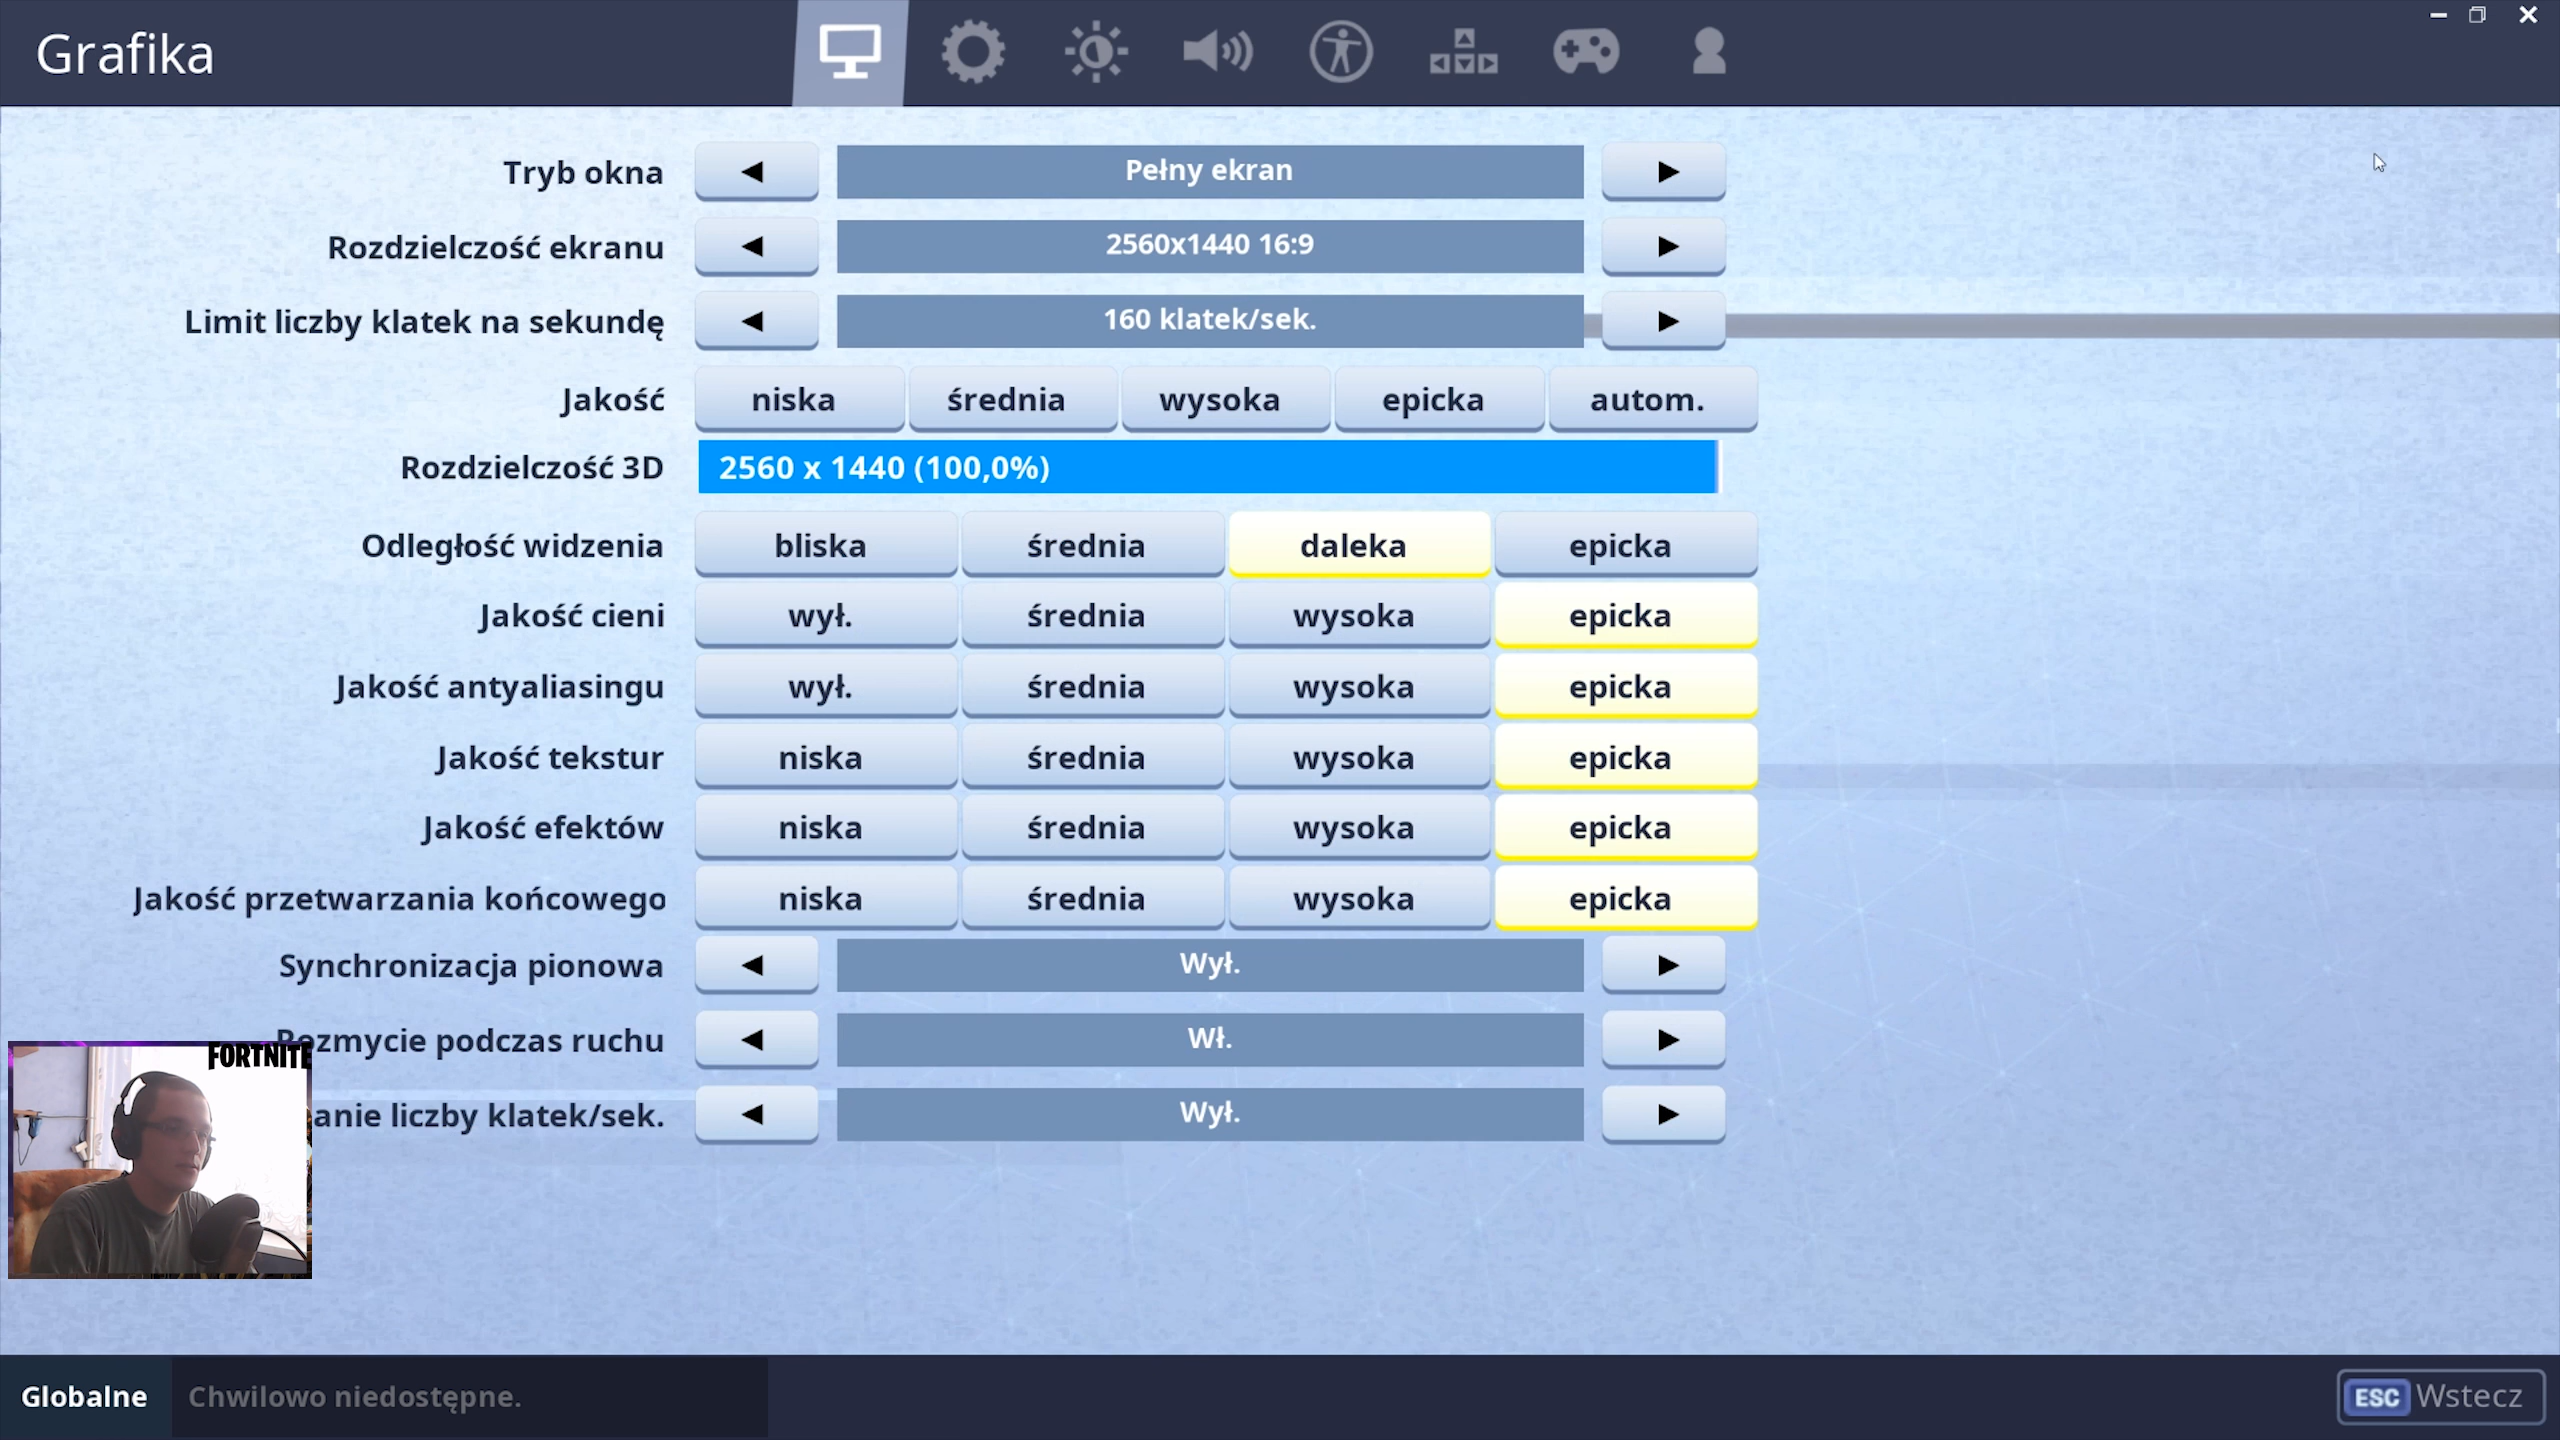 Grafika
Tryb okna Pełny ekran
Rozdzielczość ekranu 2560x1440 16:9
Limit liczby klatek na sekundę 160 klatek/sek.
Jakość niska średnia wysoka epicka autom.
Rozdzielczość 3D 2560 x 1440 (100,0%)
Odległość widzenia bliska średnia daleka epicka
Jakość cieni wył. średnia wysoka epicka
Jakość antyaliasingu wył. średnia wysoka epicka
Jakość tekstur niska średnia wysoka epicka
Jakość efektów niska średnia wysoka epicka
Jakość przetwarzania końcowego niska średnia wysoka epicka
Synchronizacja pionowa Wył.
Rozmycie podczas ruchu Wł.
FORTNITE
liczby klatek/sek. Wył.
Globalne Chwilowo niedostępne.
ESC Wstecz